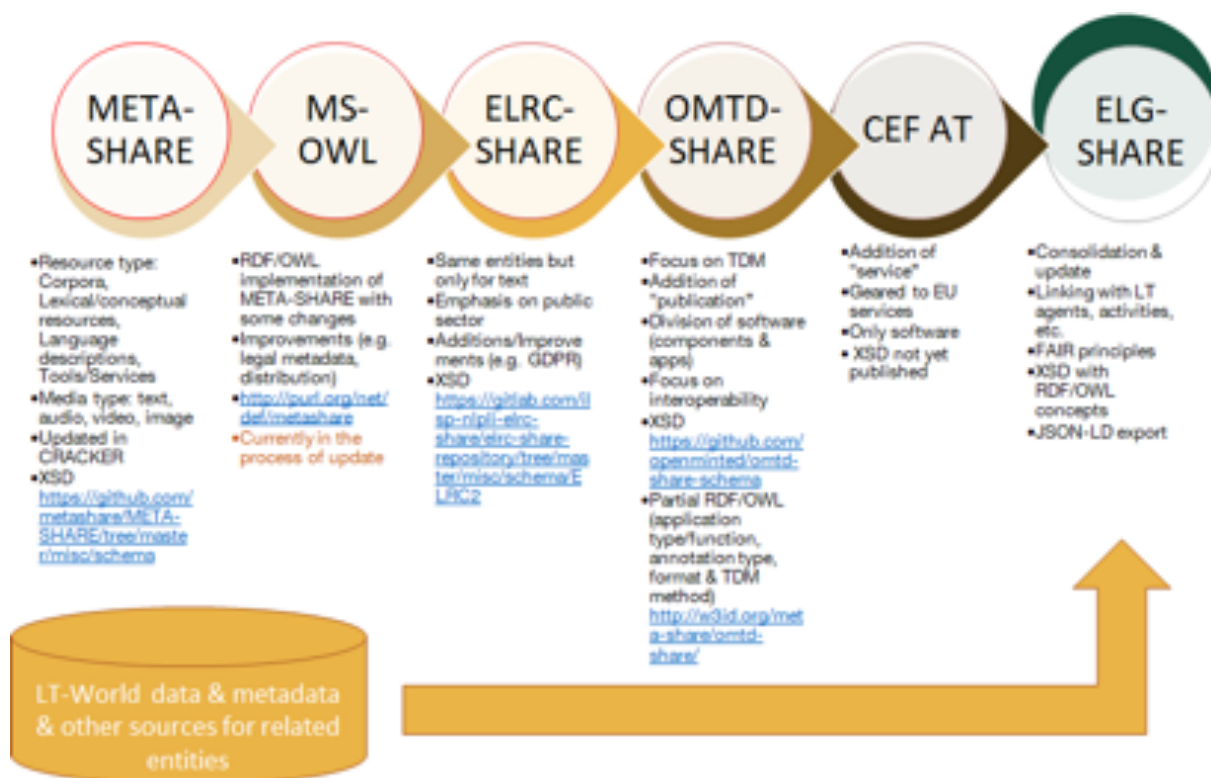 META-
SHARE
MS-
OWL
ELRC-
SHARE
OMTD-
SHARE
CEF AT
ELG-
SHARE
▪Resource type:
Corpora,
Lexical/conceptual
resources,
Language
descriptions,
Tools/Services
▪Media type: text,
audio, video, image
▪Updated in
CRACKER
▪XSD
https://github.com/
metashare/META-
SHARE/tree/maste
r/misc/schema
▪RDF/OWL
implementation of
META-SHARE with
some changes
▪Improvements (e.g.
legal metadata,
distribution)
▪http://purl.org/net/
def/metashare
▪Currently in the
process of update
▪Same entities but
only for text
▪Emphasis on public
sector
▪Additions/Improve
ments (e.g. GDPR)
▪XSD
https://gitlab.com/il
sp-nlpli-elrc-
share/elrc-share-
repository/tree/mas
ter/misc/schema/E
LRC2
▪Focus on TDM
▪Addition of
"publication"
▪Division of software
(components &
apps)
▪Focus on
interoperability
▪XSD
https://github.com/
openminted/omtd-
share-schema
▪Partial RDF/OWL
(application
type/function,
annotation type,
format & TDM
method)
http://w3id.org/met
a-share/omtd-
share/
▪Addition of
"service"
▪Geared to EU
services
▪Only software
▪ XSD not yet
published
▪Consolidation &
update
▪Linking with LT
agents, activities,
etc.
▪FAIR principles
▪XSD with
RDF/OWL
concepts
▪JSON-LD export
LT-World data & metadata
& other sources for related
entities